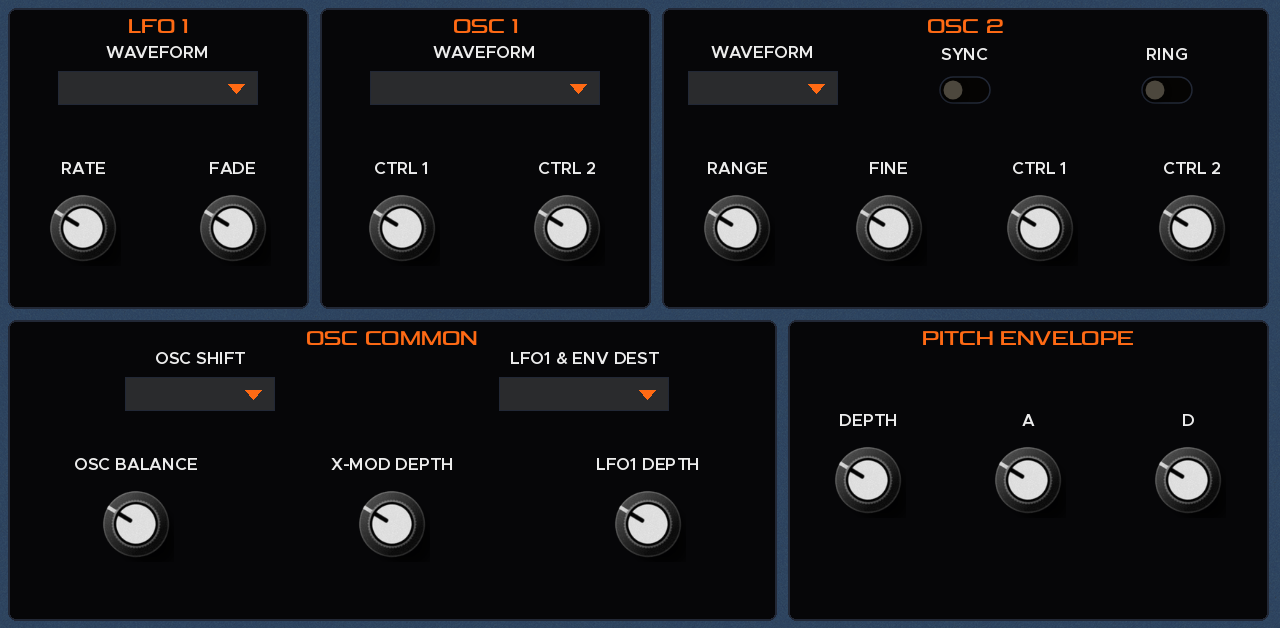 LFO 1
WAVEFORM
RATE FADE
OSC 1
WAVEFORM
CTRL 1 CTRL 2
OSC 2
WAVEFORM SYNC RING
RANGE FINE CTRL 1 CTRL 2
OSC COMMON
OSC SHIFT LFO1 & ENV DEST
OSC BALANCE X-MOD DEPTH LFO1 DEPTH
PITCH ENVELOPE
DEPTH A D